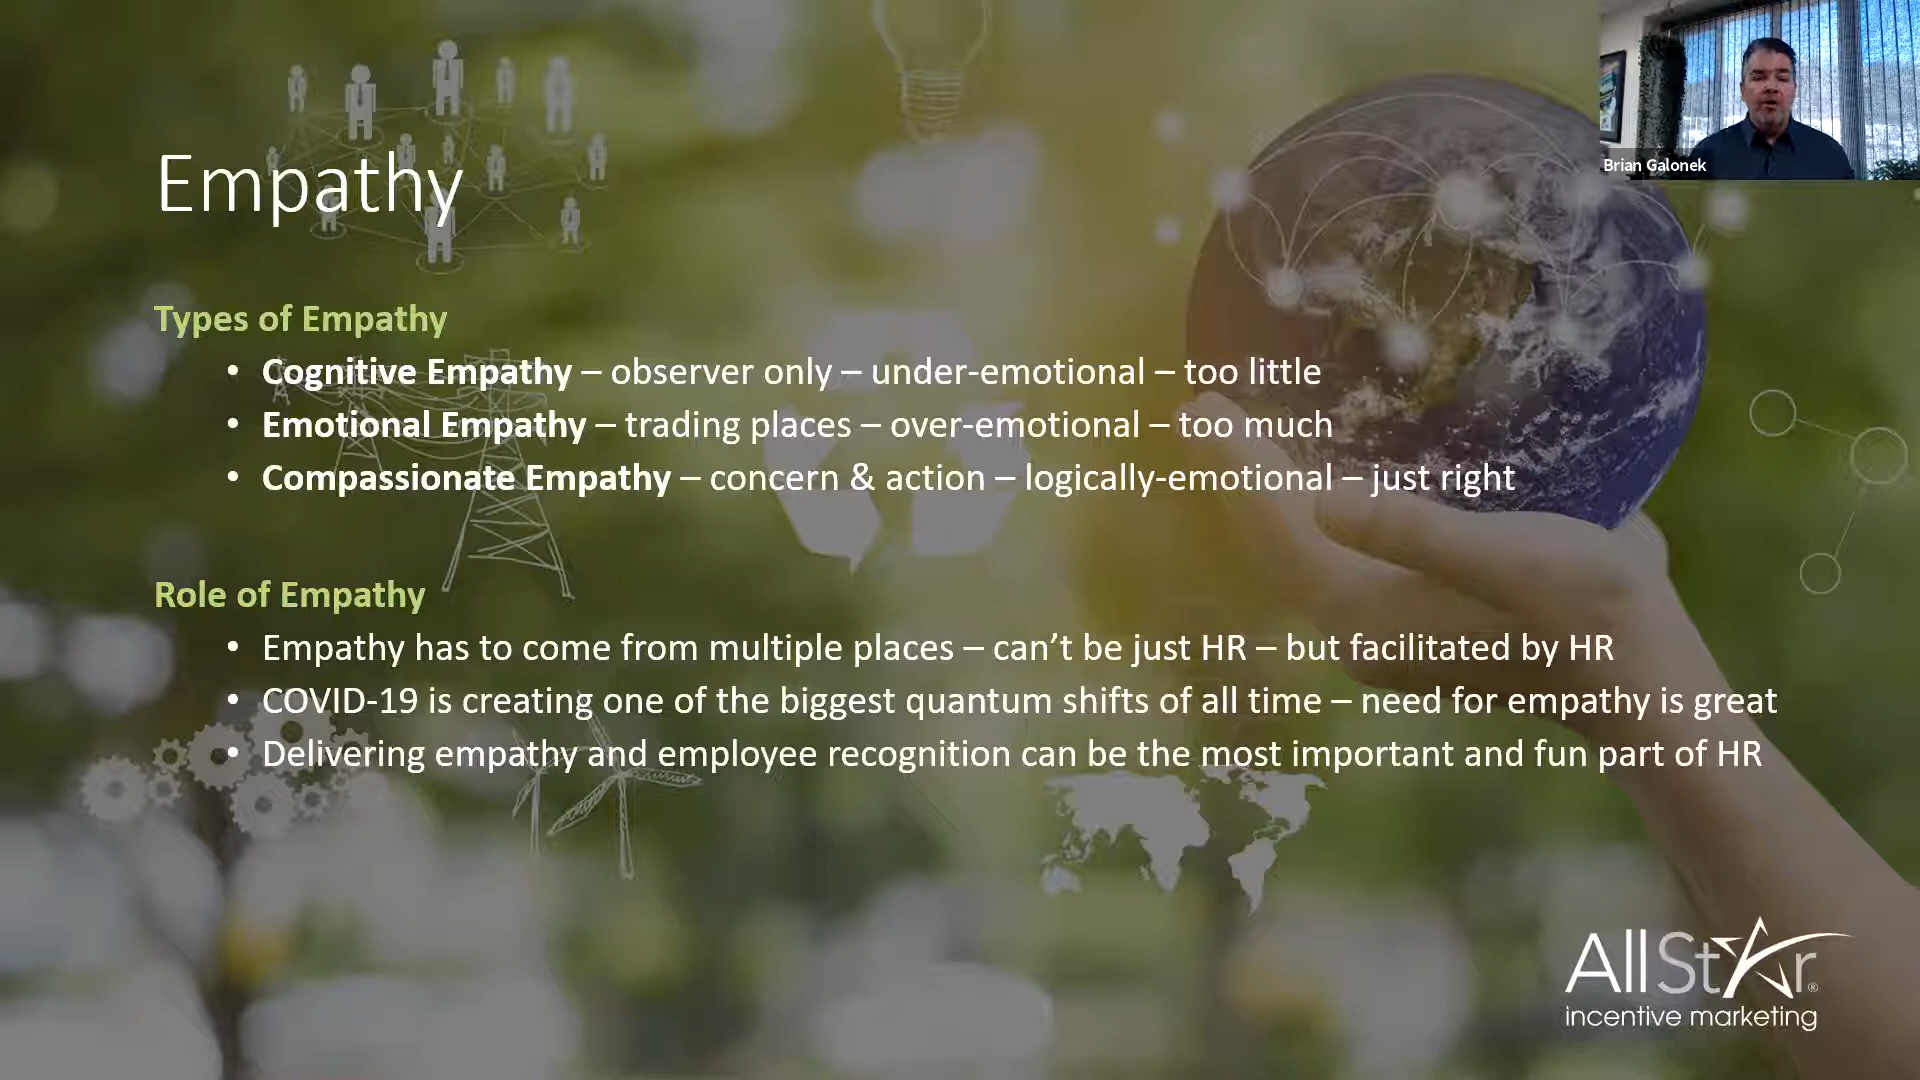 Brian Galonek
Empathy
Types of Empathy
• Cognitive Empathy – observer only – under-emotional – too little
• Emotional Empathy – trading places – over-emotional – too much
• Compassionate Empathy – concern & action – logically-emotional – just right
Role of Empathy
• Empathy has to come from multiple places – can’t be just HR – but facilitated by HR
• COVID-19 is creating one of the biggest quantum shifts of all time – need for empathy is great
• Delivering empathy and employee recognition can be the most important and fun part of HR
AllStar®
incentive marketing